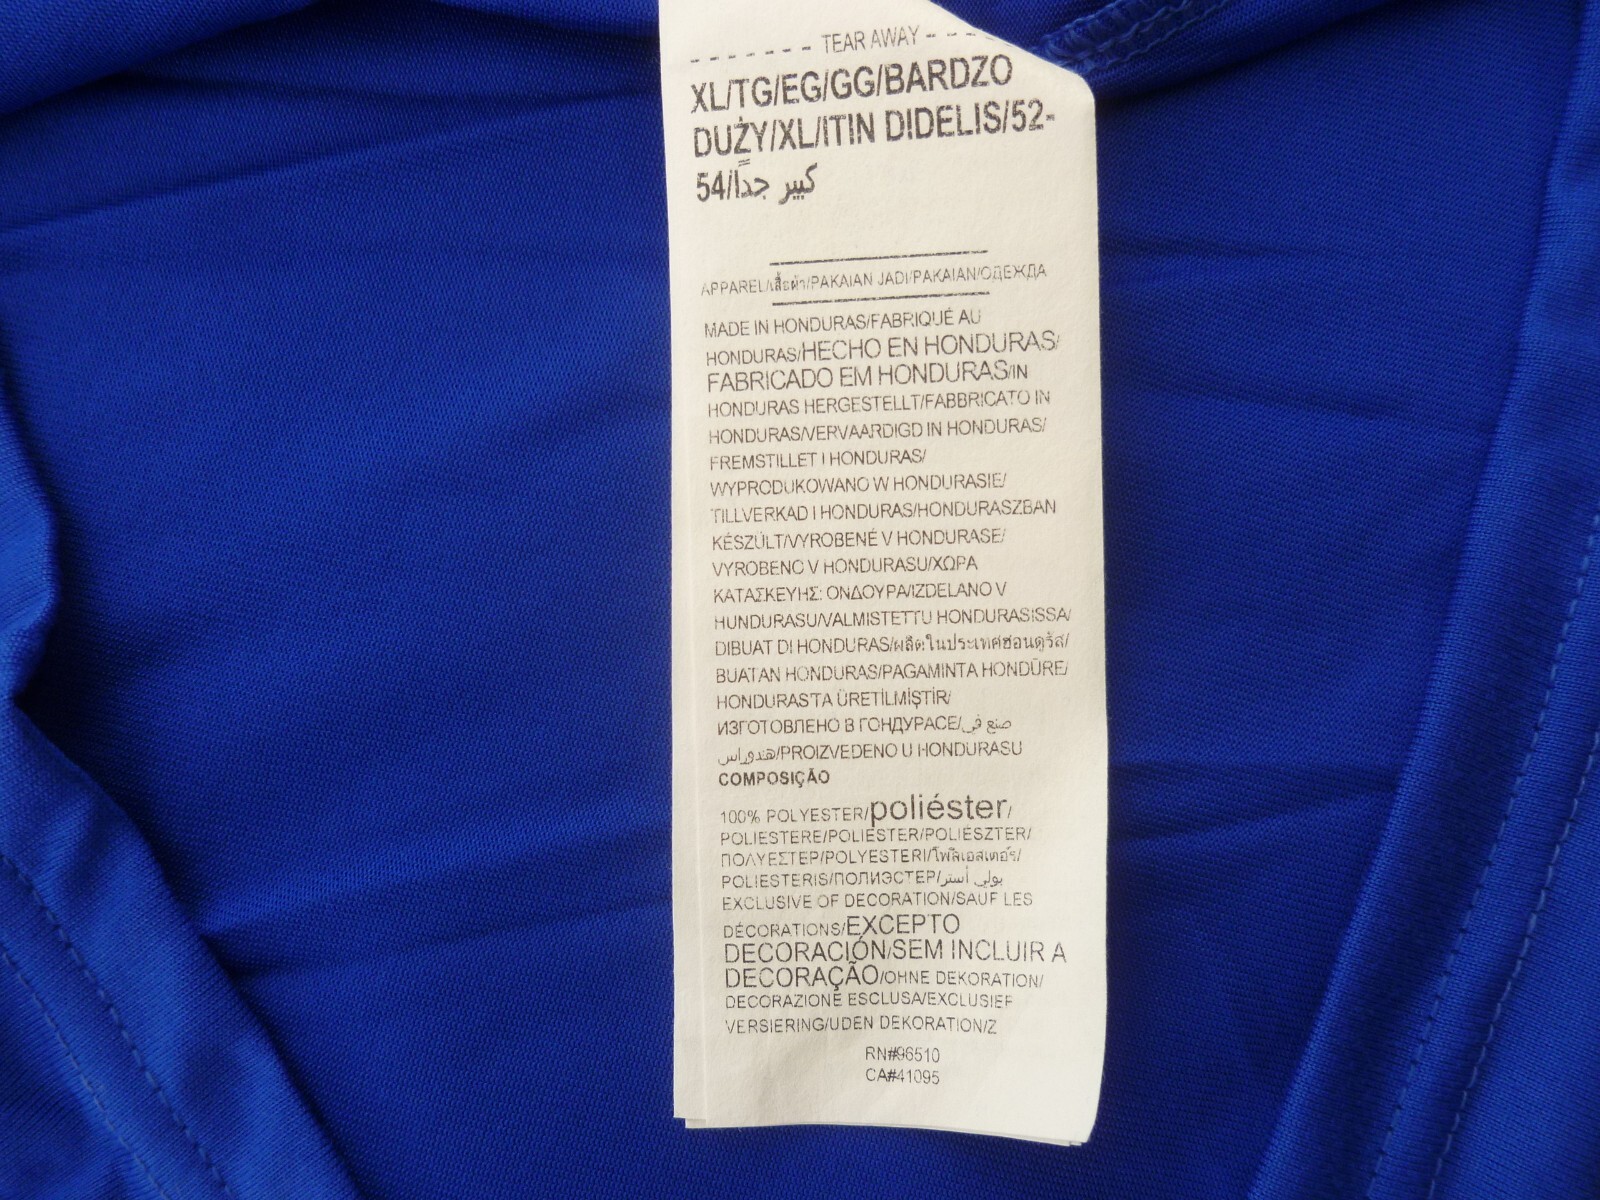 TEAR AWAY
XL/TG/EG/GG/BARDZO
DUŻY/XL/ITIN DIDELIS/52-
54/كبير جداً
APPAREL/เสื้อผ้า/PAKAIAN JADI/PAKAIAN/ОДЕЖДА
MADE IN HONDURAS/FABRIQUÉ AU
HONDURAS/HECHO EN HONDURAS/
FABRICADO EM HONDURAS/IN
HONDURAS HERGESTELLT/FABBRICATO IN
HONDURAS/VERVAARDIGD IN HONDURAS/
FREMSTILLET I HONDURAS/
WYPRODUKOWANO W HONDURASIE/
TILLVERKAD I HONDURAS/HONDURASZBAN
KÉSZÜLT/VYROBENÉ V HONDURASE/
VYROBENO V HONDURASU/ΧΩΡΑ
ΚΑΤΑΣΚΕΥΗΣ: ΟΝΔΟΥΡΑ/IZDELANO V
HUNDURASU/VALMISTETTU HONDURASISSA/
DIBUAT DI HONDURAS/ผลิตในประเทศฮอนดูรัส/
BUATAN HONDURAS/PAGAMINTA HONDŪRE/
HONDURAS'TA ÜRETİLMİŞTİR/
ИЗГОТОВЛЕНО В ГОНДУРАСЕ/صنع في
هندوراس/PROIZVEDENO U HONDURASU
COMPOSIÇÃO
100% POLYESTER/poliéster/
POLIESTERE/POLIESTER/POLIÉSZTER/
ΠΟΛΥΕΣΤΕΡ/POLYESTERI/โพลีเอสเตอร์/
POLIESTERIS/ПОЛИЭСТЕР/بولي أستر
EXCLUSIVE OF DECORATION/SAUF LES
DÉCORATIONS/EXCEPTO
DECORACIÓN/SEM INCLUIR A
DECORAÇÃO/OHNE DEKORATION/
DECORAZIONE ESCLUSA/EXCLUSIEF
VERSIERING/UDEN DEKORATION/Z
RN#96510
CA#41095